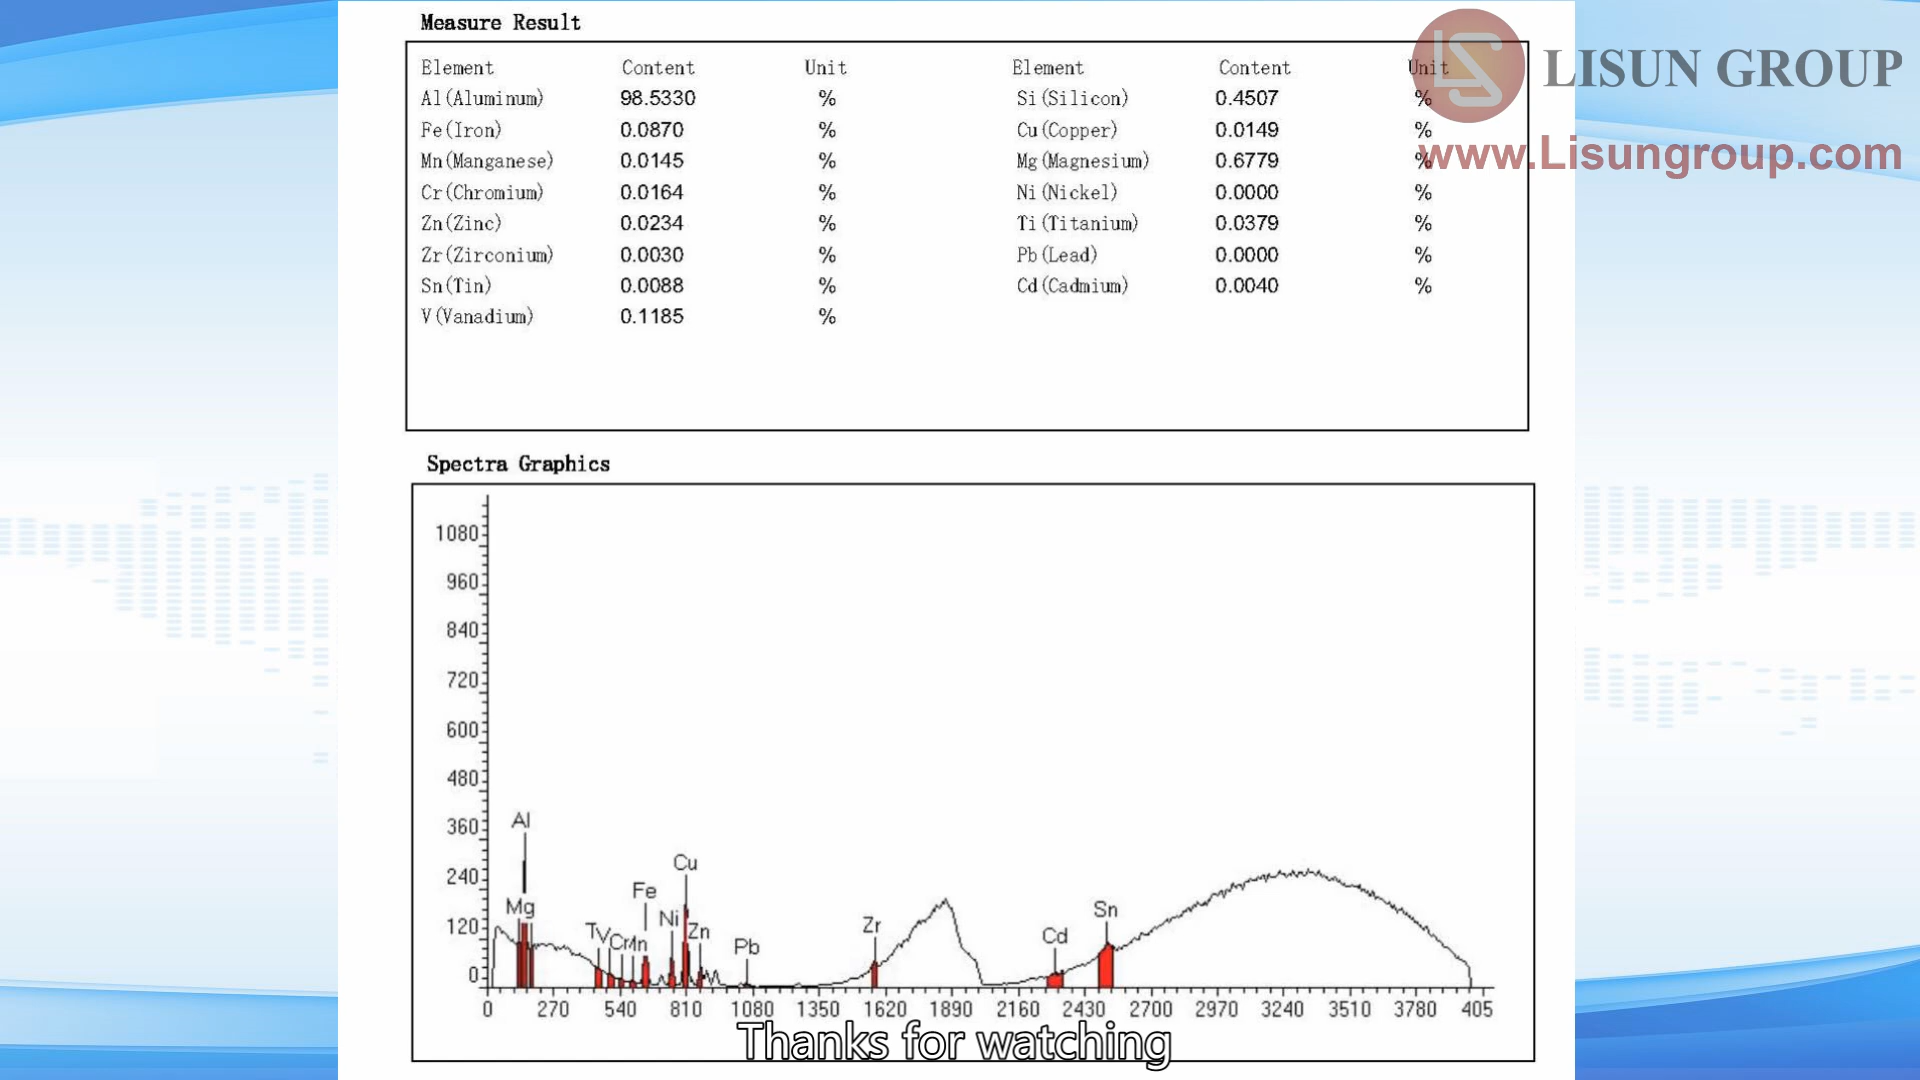 Measure Result
Element Content Unit Element Content Unit
Al(Aluminum) 98.5330 % Si(Silicon) 0.4507 %
Fe(Iron) 0.0870 % Cu(Copper) 0.0149 %
Mn(Manganese) 0.0145 % Mg(Magnesium) 0.6779 %
Cr(Chromium) 0.0164 % Ni(Nickel) 0.0000 %
Zn(Zinc) 0.0234 % Ti(Titanium) 0.0379 %
Zr(Zirconium) 0.0030 % Pb(Lead) 0.0000 %
Sn(Tin) 0.0088 % Cd(Cadmium) 0.0040 %
V(Vanadium) 0.1185 %
LS LISUN GROUP
www.Lisungroup.com
Spectra Graphics
1080
960
840
720
600
480
360
240
120
0
Al
Mg
Fe
Ni
Cu
Zn
Pb
Zr
Cd
Sn
0 270 540 810 1080 1350 1620 1890 2160 2430 2700 2970 3240 3510 3780 405
Thanks for watching